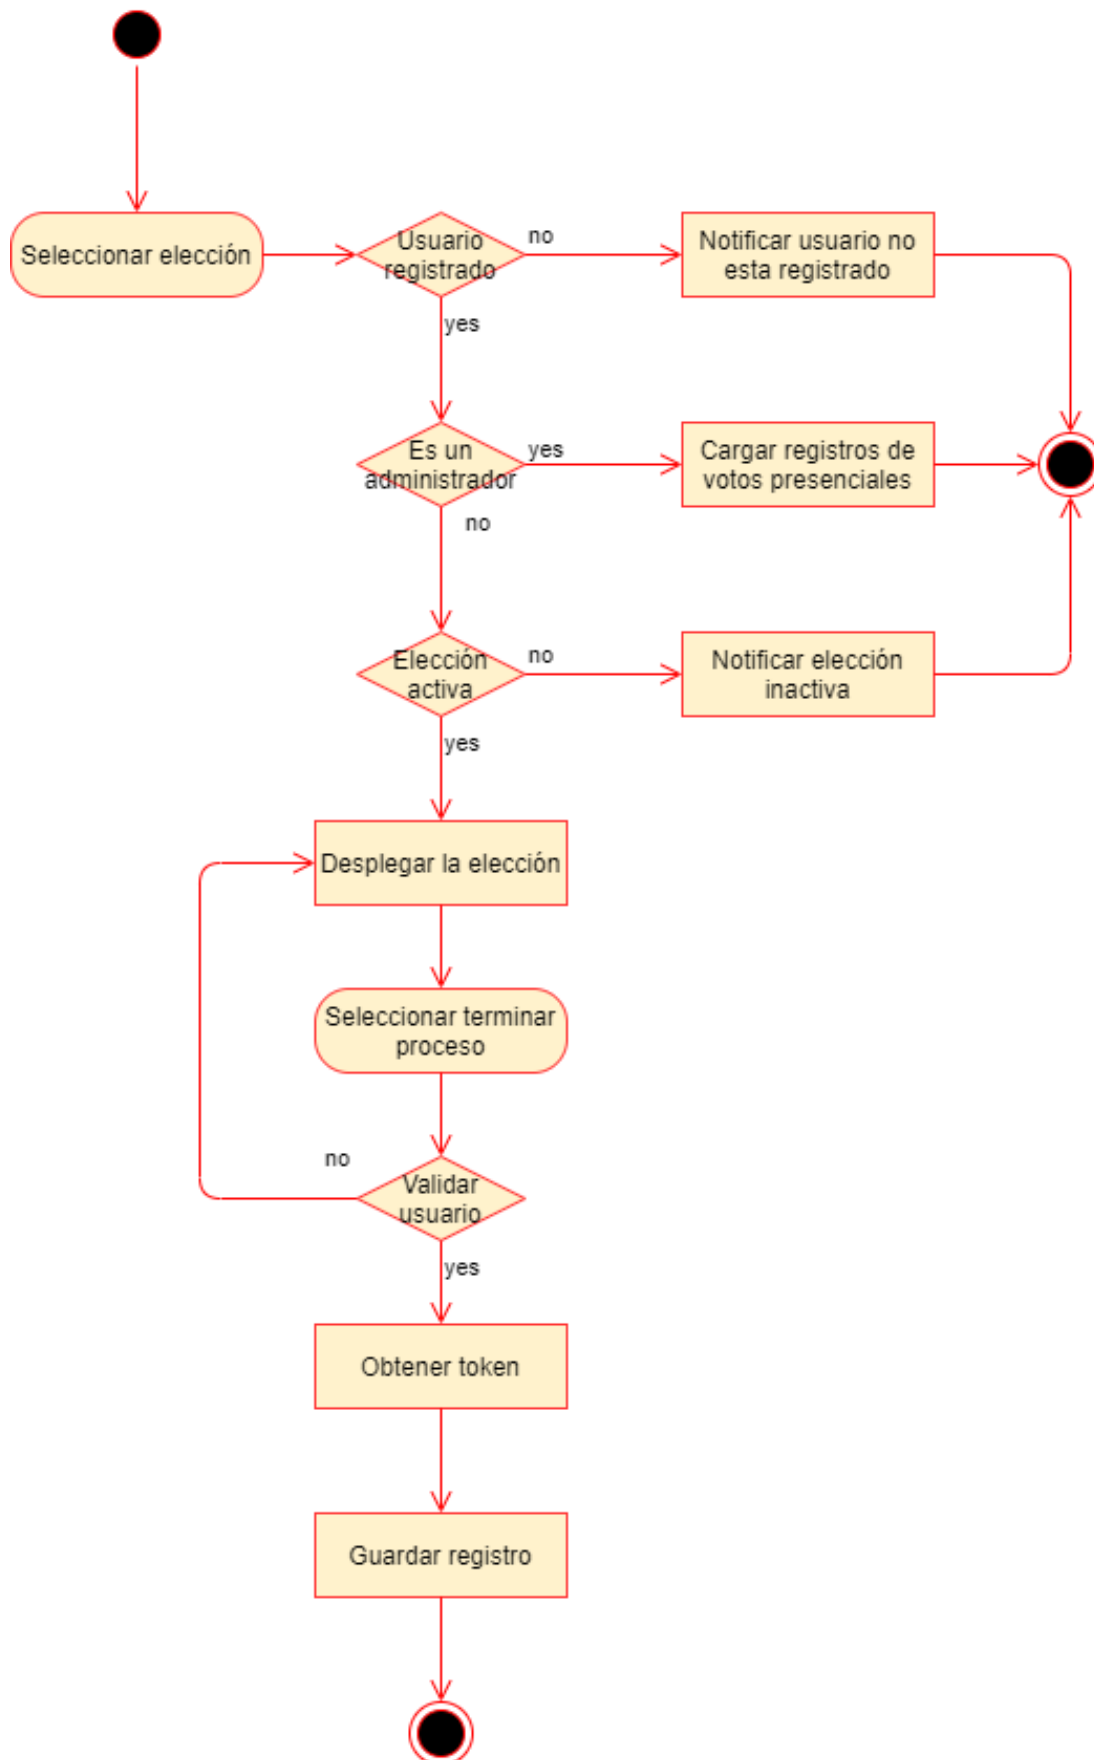 Seleccionar elección
Usuario
registrado
no
Notificar usuario no
esta registrado
yes
Es un
administrador
yes
Cargar registros de
votos presenciales
no
Elección
activa
no
Notificar elección
inactiva
yes
Desplegar la elección
Seleccionar terminar
proceso
no
Validar
usuario
yes
Obtener token
Guardar registro